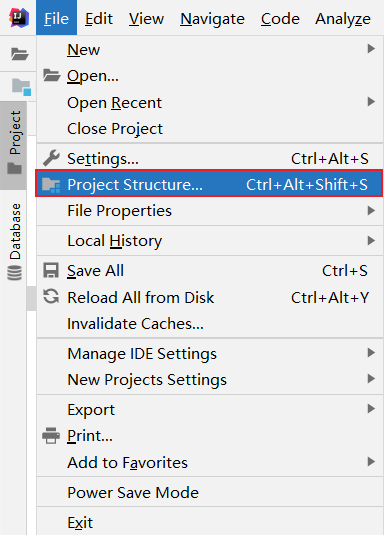 File Edit View Navigate Code Analyze
New
Open...
Open Recent
Close Project
Settings... Ctrl+Alt+S
Project Structure... Ctrl+Alt+Shift+S
File Properties
Local History
Save All Ctrl+S
Reload All from Disk Ctrl+Alt+Y
Invalidate Caches...
Manage IDE Settings
New Projects Settings
Export
Print...
Add to Favorites
Power Save Mode
Exit
Project
Database
IJ